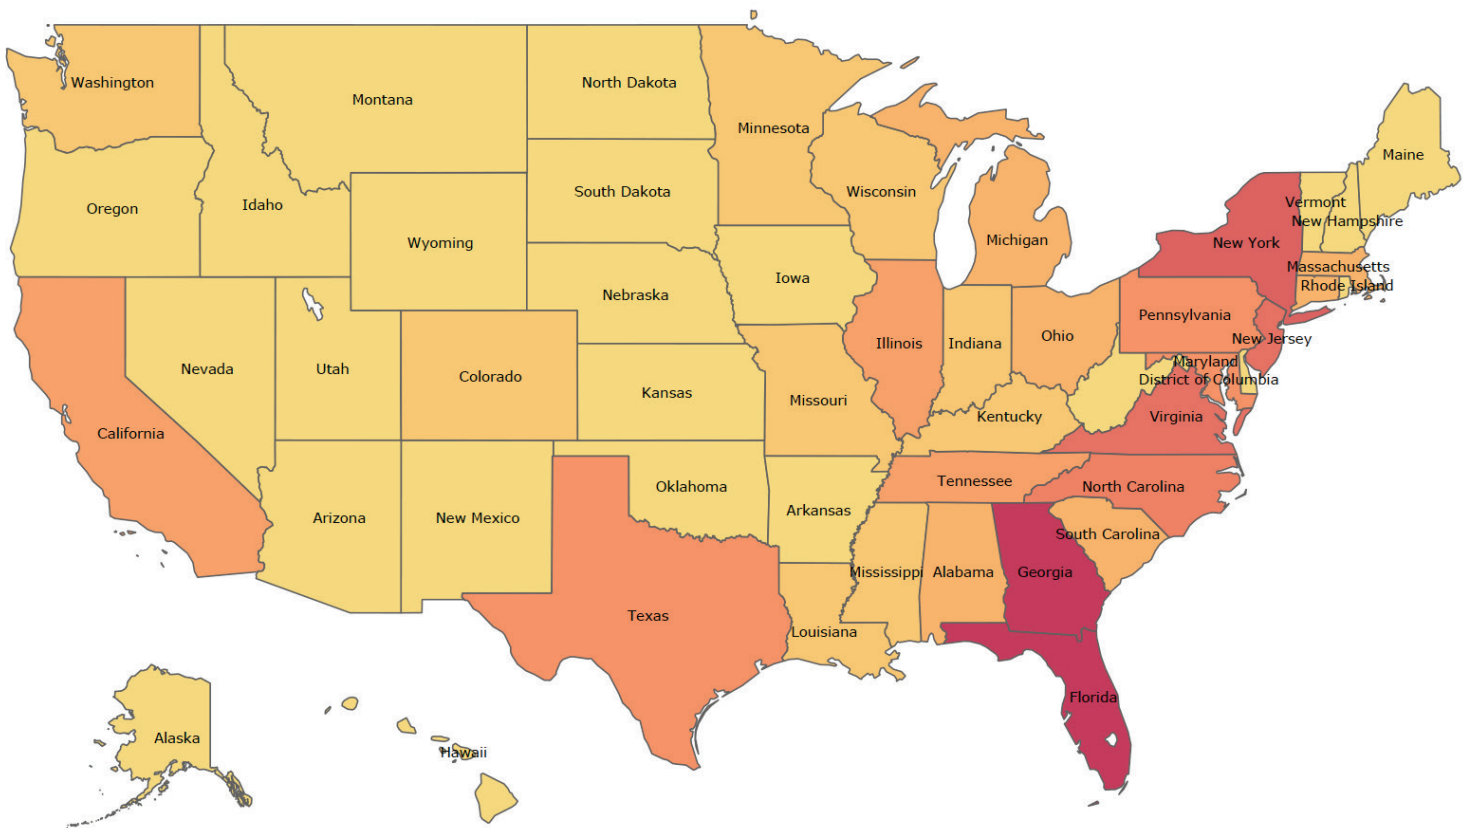 Washington
Montana
North Dakota
Minnesota
Maine
Oregon
Idaho
South Dakota
Wisconsin
Vermont
New Hampshire
Wyoming
Michigan
New York
Massachusetts
Iowa
Rhode Island
Nebraska
Pennsylvania
Nevada
Utah
Colorado
Kansas
Missouri
Illinois
Indiana
Ohio
New Jersey
Maryland
District of Columbia
California
Kentucky
Virginia
Oklahoma
Tennessee
North Carolina
Arizona
New Mexico
Arkansas
South Carolina
Mississippi
Alabama
Georgia
Texas
Louisiana
Florida
Alaska
Hawaii